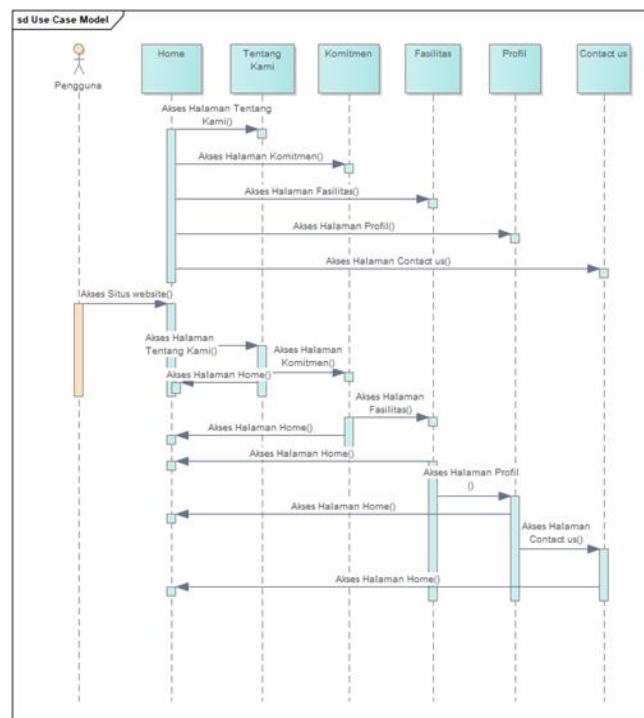 sd Use Case Model
Pengguna
Home
Tentang
Kami
Komitmen
Fasilitas
Profil
Contact us
Akses Halaman Tentang
Kami()
Akses Halaman Komitmen()
Akses Halaman Fasilitas()
Akses Halaman Profil()
Akses Halaman Contact us()
Akses Situs website()
Akses Halaman
Tentang Kami()
Akses Halaman
Komitmen()
Akses Halaman Home()
Akses Halaman
Fasilitas()
Akses Halaman Home()
Akses Halaman Home()
Akses Halaman Profil
()
Akses Halaman Home()
Akses Halaman
Contact us()
Akses Halaman Home()